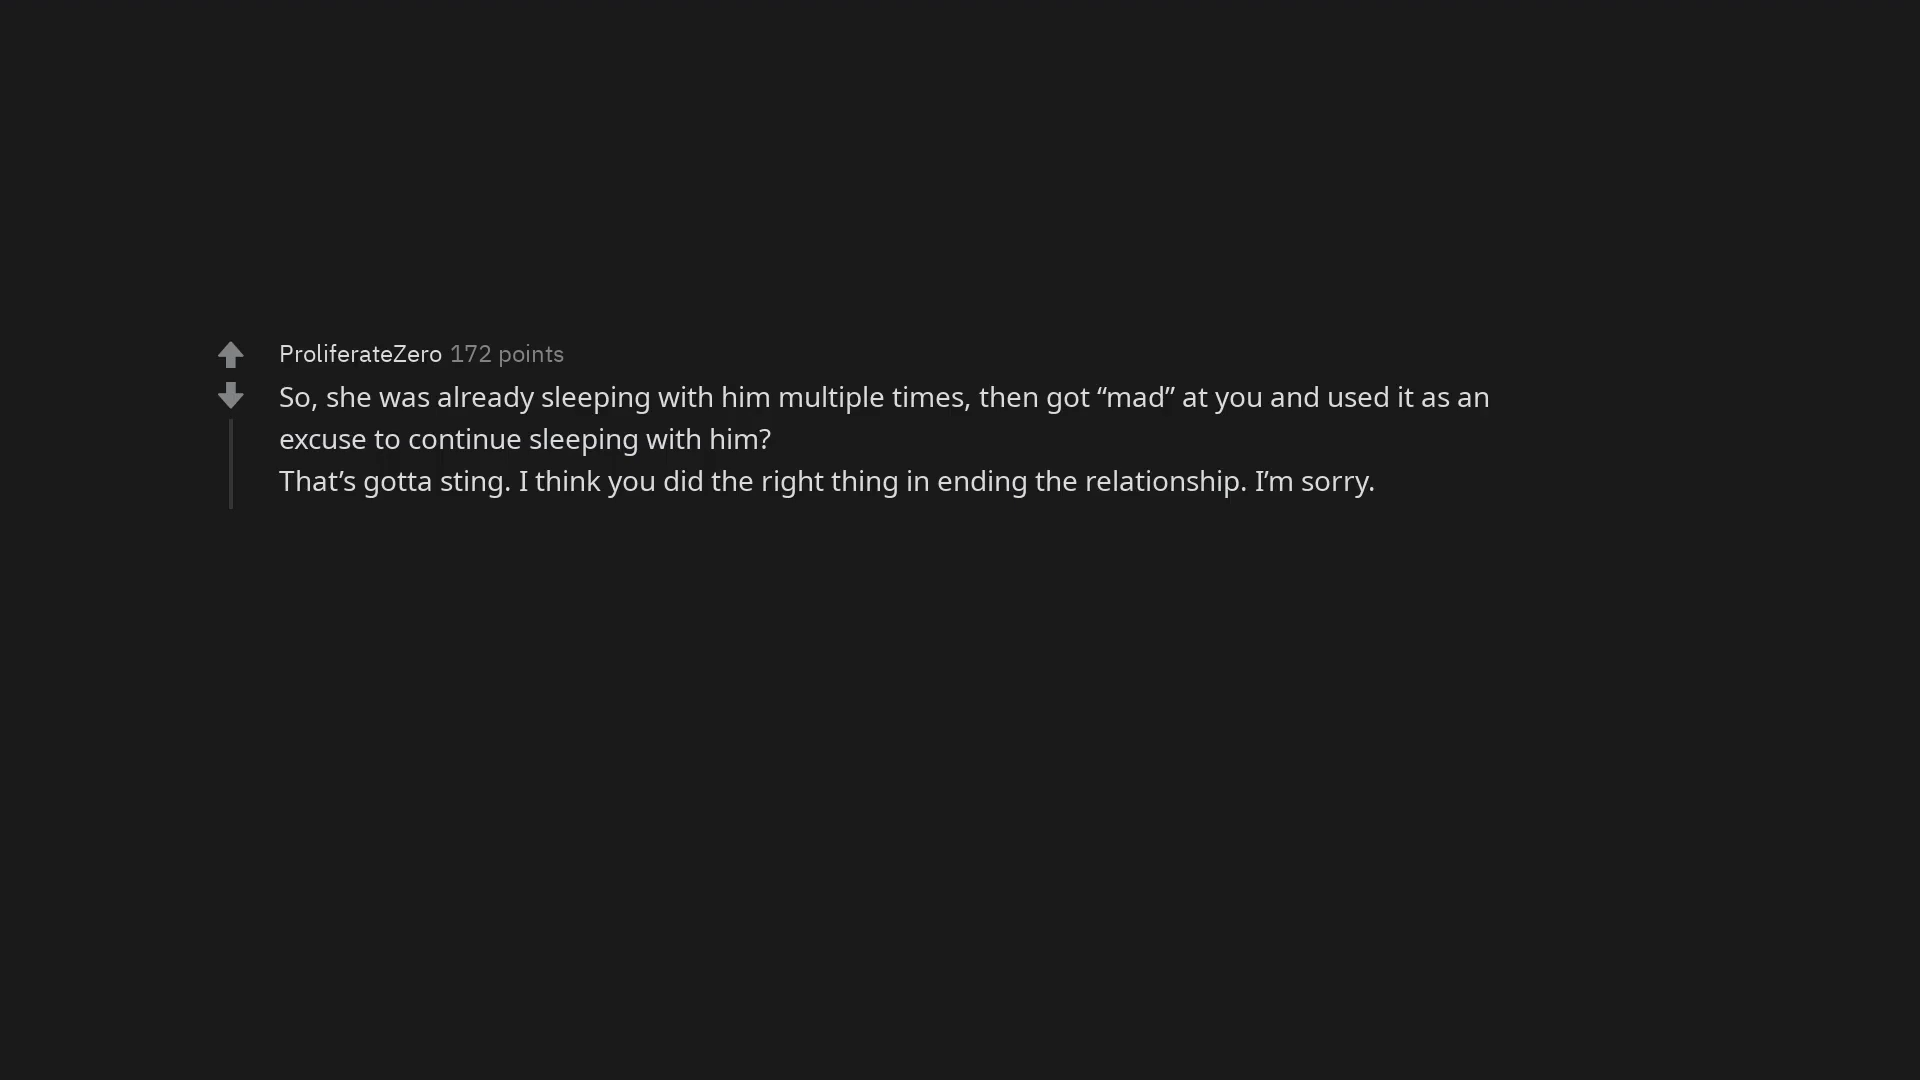 ProliferateZero 172 points
So, she was already sleeping with him multiple times, then got “mad” at you and used it as an
excuse to continue sleeping with him?
That’s gotta sting. I think you did the right thing in ending the relationship. I’m sorry.